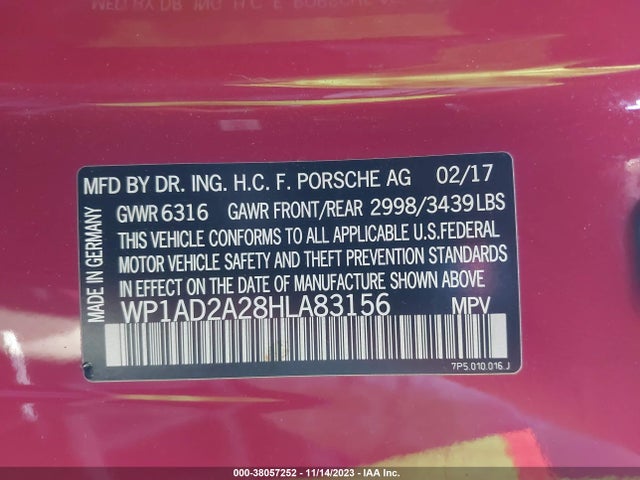 MFD BY DR. ING. H.C. F. PORSCHE AG 02/17
GVWR 6316 GAWR FRONT/REAR 2998/3439 LBS
THIS VEHICLE CONFORMS TO ALL APPLICABLE U.S.FEDERAL
MOTOR VEHICLE SAFETY AND THEFT PREVENTION STANDARDS
IN EFFECT ON THE DATE OF MANUFACTURE SHOWN ABOVE
WP1AD2A28HLA83156 MPV
MADE IN GERMANY
7P5.010.016.J
000-38057252 - 11/14/2023 - IAA Inc.